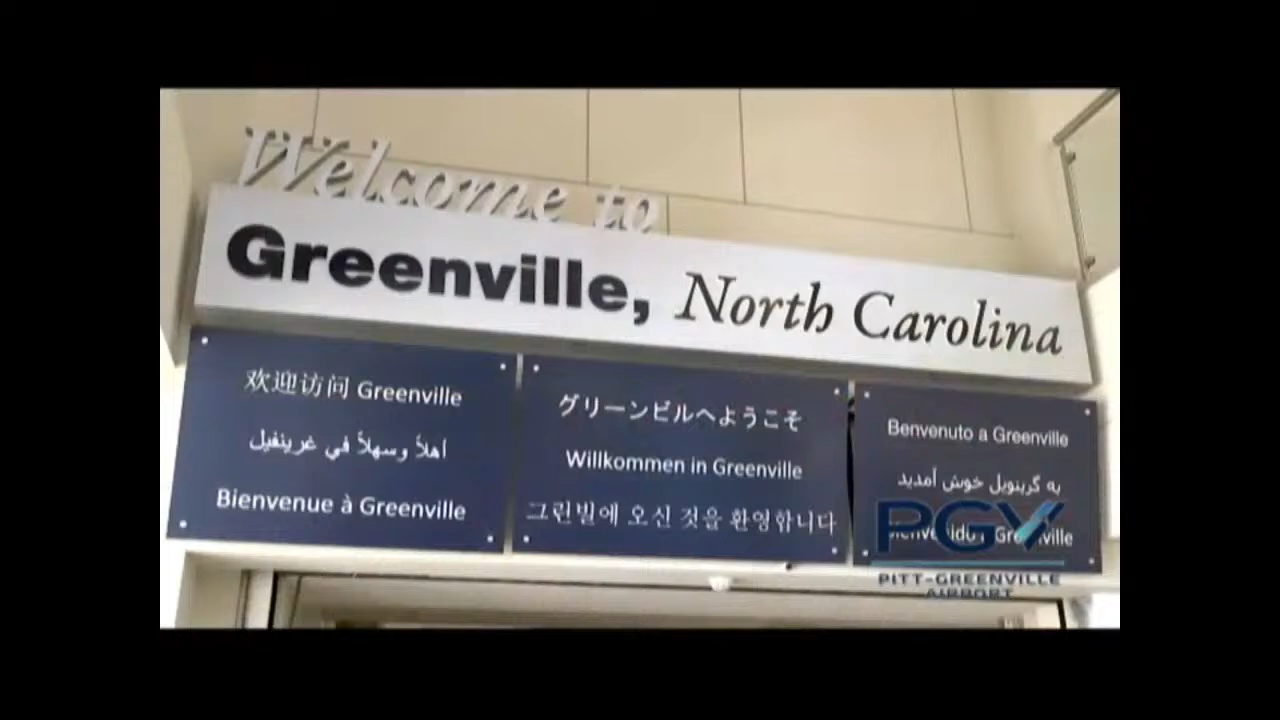 Welcome to
Greenville, North Carolina
欢迎访问 Greenville
أهلاً وسهلاً في غرينفيل
Bienvenue à Greenville
グリーンビルへようこそ
Willkommen in Greenville
그린빌에 오신 것을 환영합니다
Benvenuto a Greenville
به گرینویل خوش آمدید
Greenville
PGV
PITT-GREENVILLE
AIRPORT